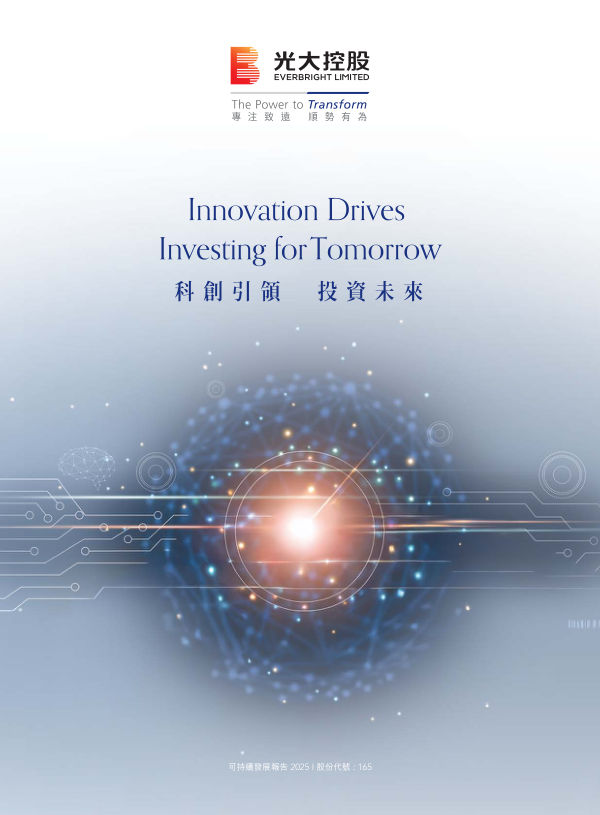 光大控股
EVERBRIGHT LIMITED
The Power to Transform
專注致遠 順勢有為
Innovation Drives
Investing for Tomorrow
科創引領 投資未來
可持續發展報告 2025 | 股份代號 : 165